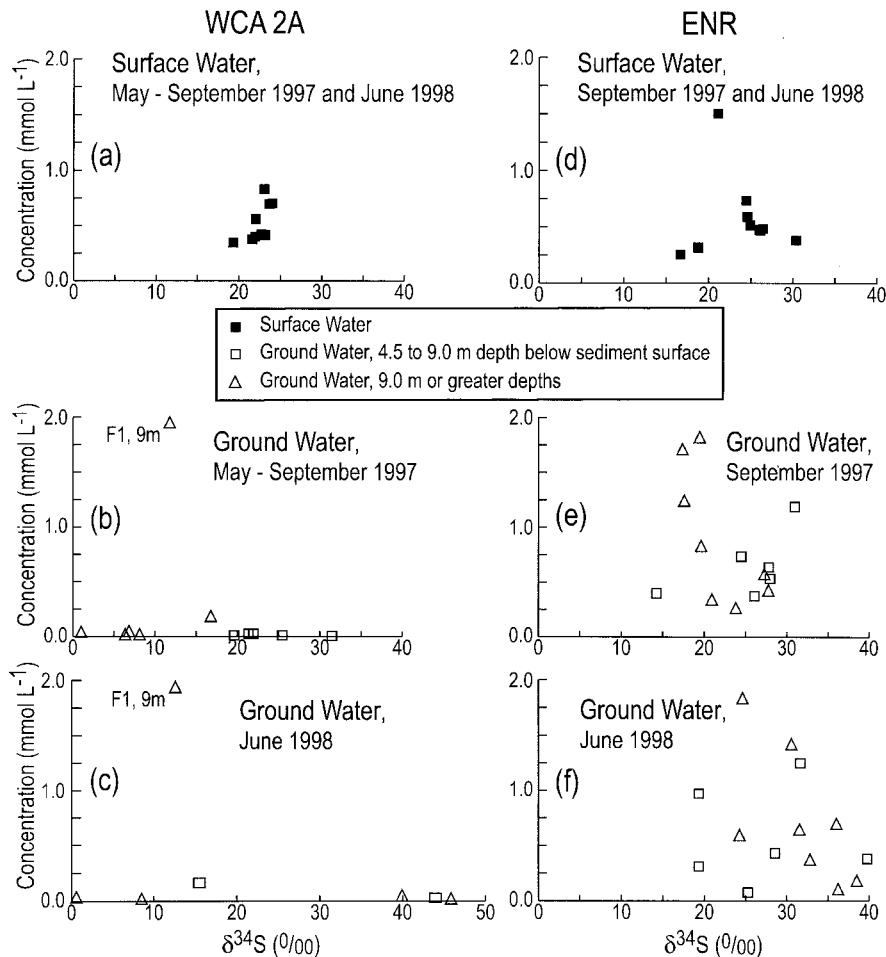 WCA 2A
ENR
Concentration (mmol L-1)
2.0
1.0
0.0
Surface Water,
May - September 1997 and June 1998
(a)
0 10 20 30 40
2.0
1.0
0.0
Surface Water,
September 1997 and June 1998
(d)
0 10 20 30 40
■ Surface Water
□ Ground Water, 4.5 to 9.0 m depth below sediment surface
△ Ground Water, 9.0 m or greater depths
Concentration (mmol L-1)
2.0
1.0
0.0
F1, 9m
Ground Water,
May - September 1997
(b)
0 10 20 30 40
2.0
1.0
0.0
Ground Water,
September 1997
(e)
0 10 20 30 40
Concentration (mmol L-1)
2.0
1.0
0.0
F1, 9m
Ground Water,
June 1998
(c)
0 10 20 30 40 50
δ34S (0/00)
2.0
1.0
0.0
Ground Water,
June 1998
(f)
0 10 20 30 40
δ34S (0/00)